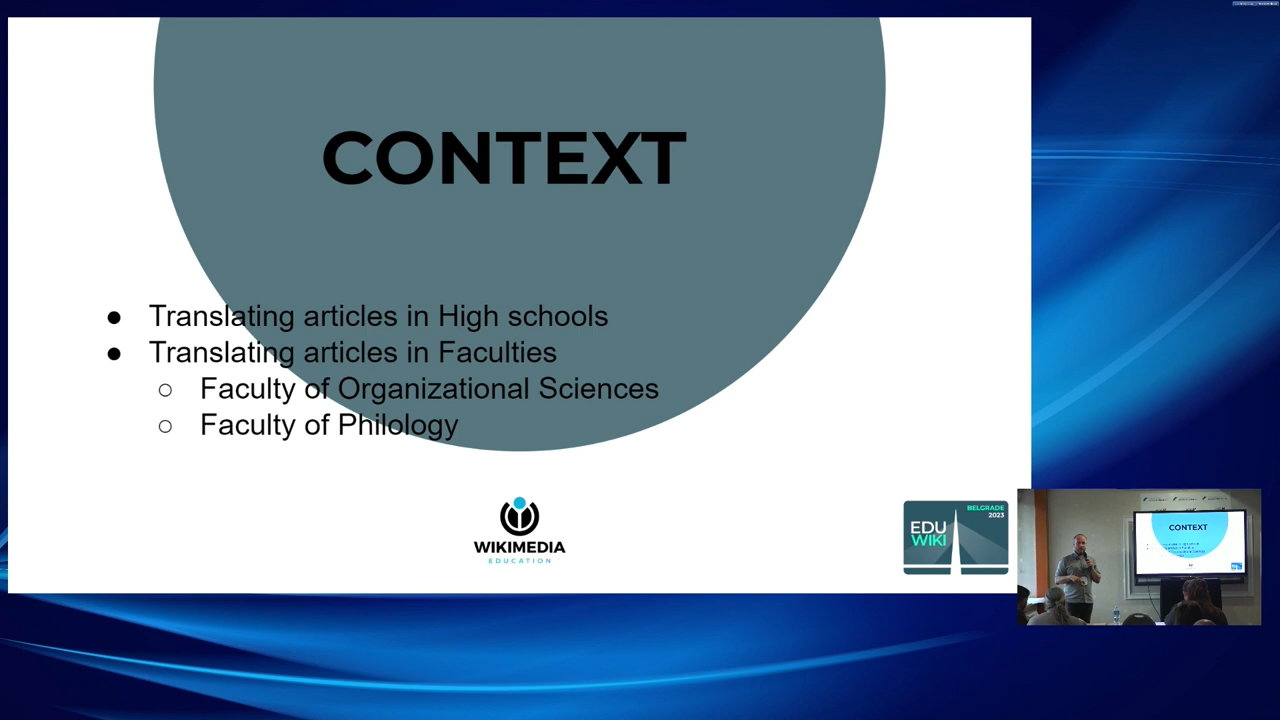 CONTEXT
● Translating articles in High schools
● Translating articles in Faculties
○ Faculty of Organizational Sciences
○ Faculty of Philology
WIKIMEDIA
EDUCATION
BELGRADE
2023
EDU
WIKI
CONTEXT